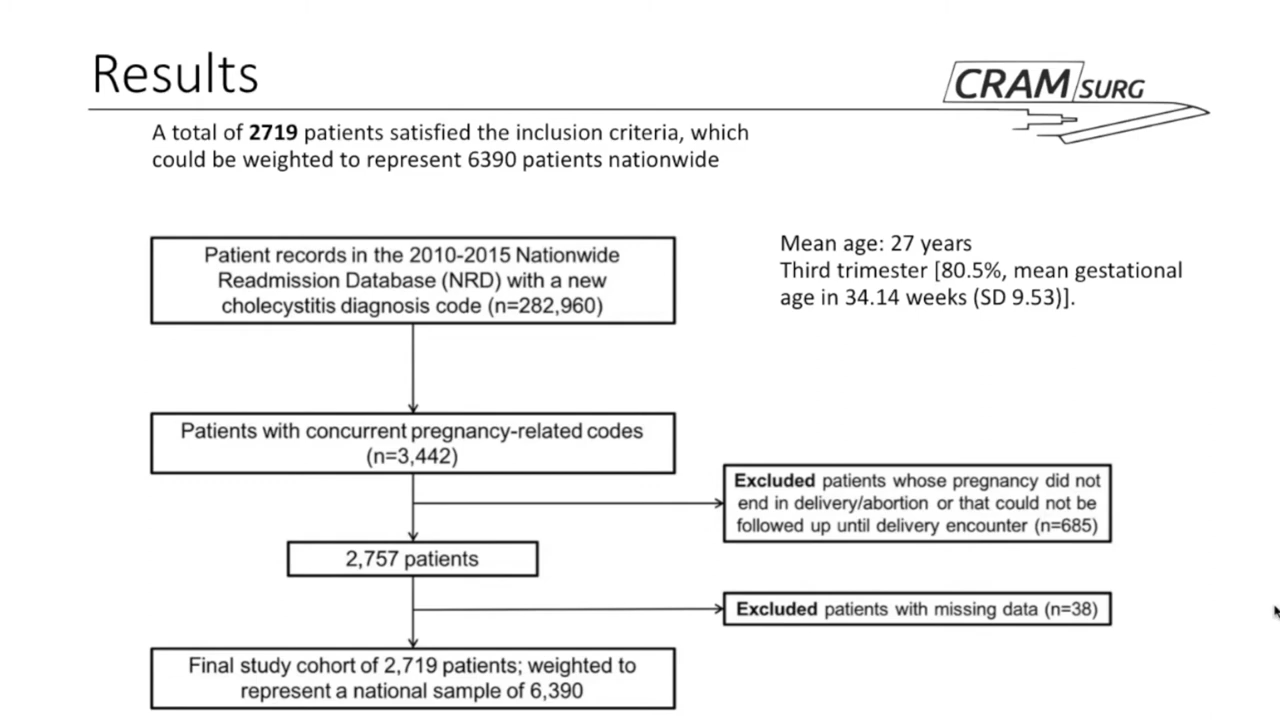 Results
CRAM SURG
A total of 2719 patients satisfied the inclusion criteria, which
could be weighted to represent 6390 patients nationwide
Patient records in the 2010-2015 Nationwide
Readmission Database (NRD) with a new
cholecystitis diagnosis code (n=282,960)
Mean age: 27 years
Third trimester [80.5%, mean gestational
age in 34.14 weeks (SD 9.53)].
Patients with concurrent pregnancy-related codes
(n=3,442)
Excluded patients whose pregnancy did not
end in delivery/abortion or that could not be
followed up until delivery encounter (n=685)
2,757 patients
Excluded patients with missing data (n=38)
Final study cohort of 2,719 patients; weighted to
represent a national sample of 6,390